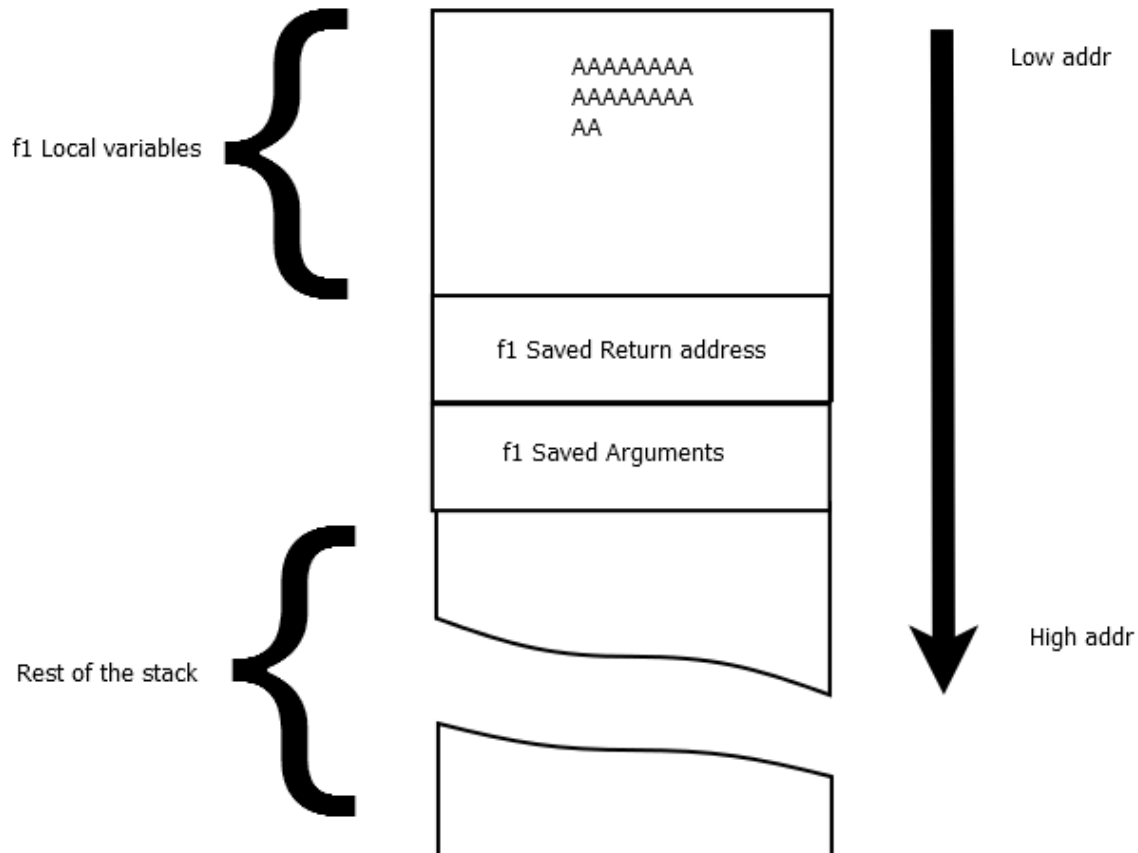 Low addr
AAAAAAAA
AAAAAAAA
AA
f1 Local variables
f1 Saved Return address
f1 Saved Arguments
High addr
Rest of the stack